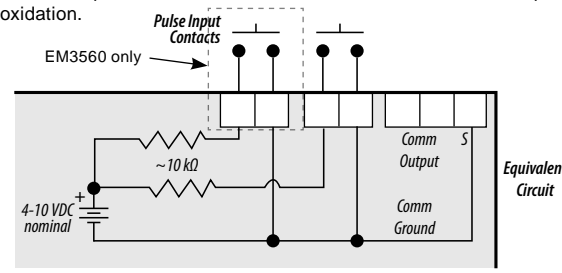 oxidation.
Pulse Input
Contacts
EM3560 only
~10 kΩ
Comm
Output
S
Equivalen
Circuit
+
4-10 VDC
nominal
Comm
Ground